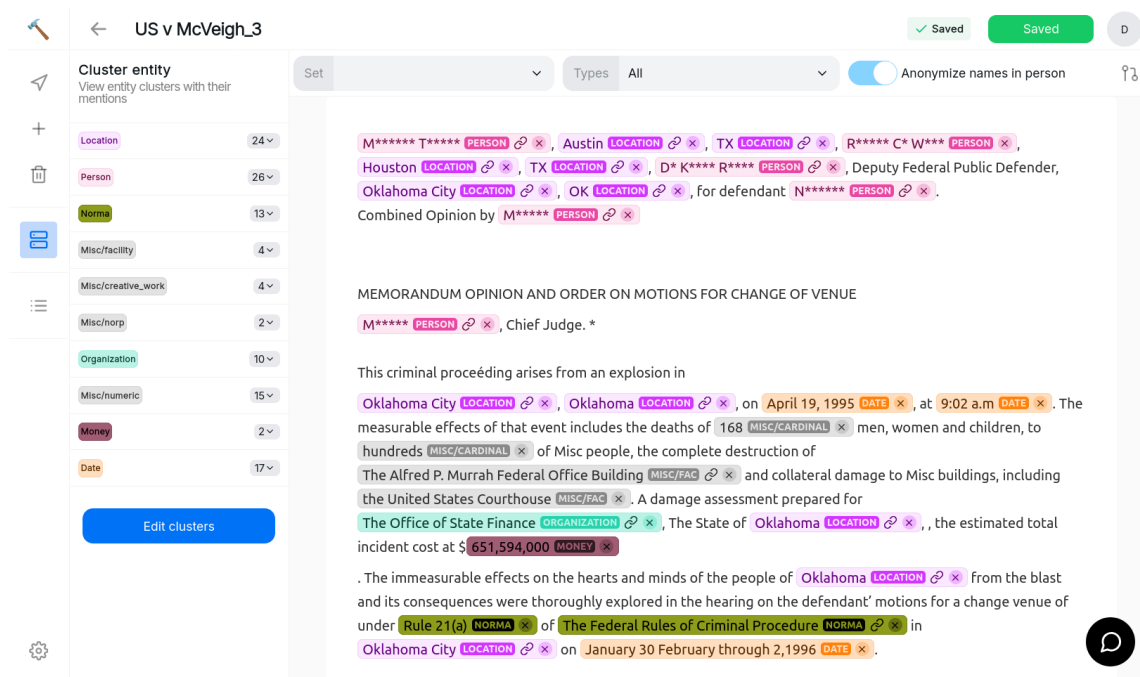 US v McVeigh_3
Saved
Saved
D
Cluster entity
View entity clusters with their
mentions
Location 24
Person 26
Norma 13
Misc/facility 4
Misc/creative_work 4
Misc/norp 2
Organization 10
Misc/numeric 15
Money 2
Date 17
Edit clusters
Set
Types All
Anonymize names in person
M****** T***** PERSON , Austin LOCATION , TX LOCATION , R***** C* W*** PERSON ,
Houston LOCATION , TX LOCATION , D* K**** R**** PERSON , Deputy Federal Public Defender,
Oklahoma City LOCATION , OK LOCATION , for defendant N****** PERSON .
Combined Opinion by M***** PERSON
MEMORANDUM OPINION AND ORDER ON MOTIONS FOR CHANGE OF VENUE
M***** PERSON , Chief Judge. *
This criminal proceéding arises from an explosion in
Oklahoma City LOCATION , Oklahoma LOCATION , on April 19, 1995 DATE , at 9:02 a.m DATE . The
measurable effects of that event includes the deaths of 168 MISC/CARDINAL men, women and children, to
hundreds MISC/CARDINAL of Misc people, the complete destruction of
The Alfred P. Murrah Federal Office Building MISC/FAC and collateral damage to Misc buildings, including
the United States Courthouse MISC/FAC . A damage assessment prepared for
The Office of State Finance ORGANIZATION , The State of Oklahoma LOCATION , , the estimated total
incident cost at $ 651,594,000 MONEY
. The immeasurable effects on the hearts and minds of the people of Oklahoma LOCATION from the blast
and its consequences were thoroughly explored in the hearing on the defendant’ motions for a change venue of
under Rule 21(a) NORMA of The Federal Rules of Criminal Procedure NORMA in
Oklahoma City LOCATION on January 30 February through 2,1996 DATE .